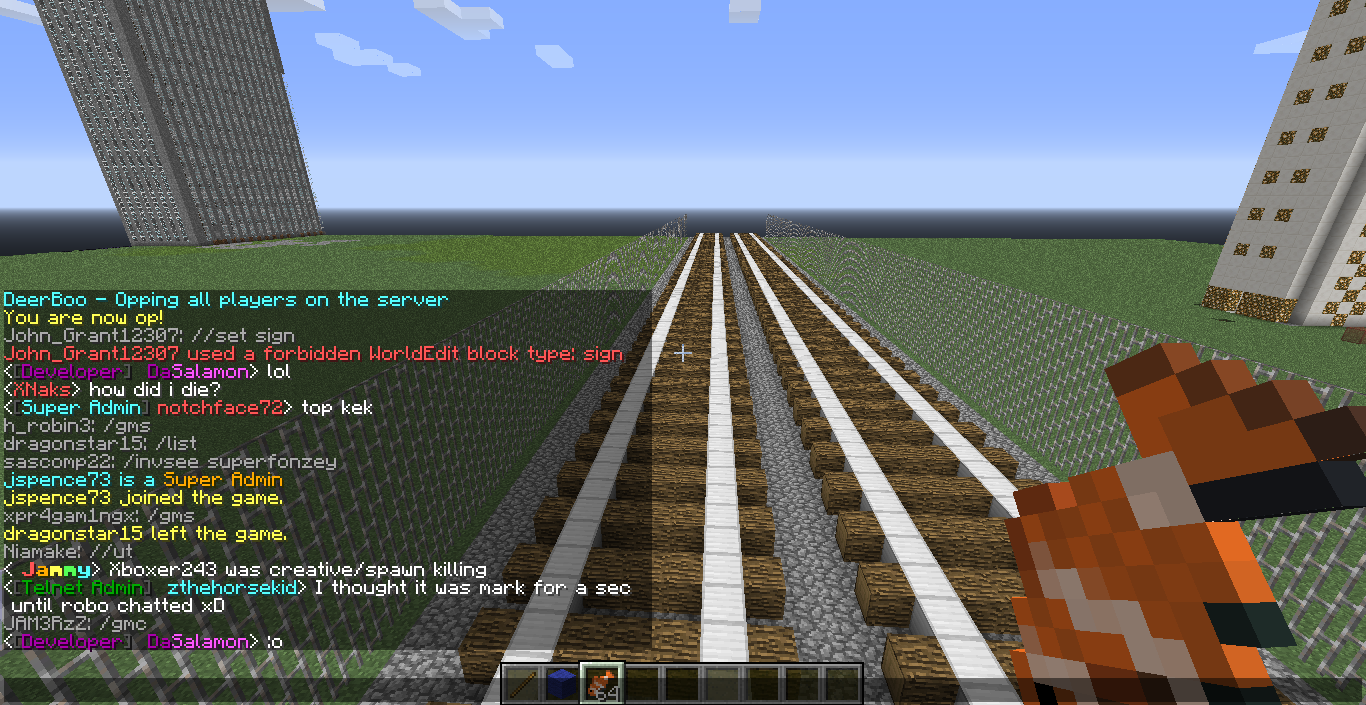 DeerBoo - Opping all players on the server
You are now op!
John_Grant12307: //set sign
John_Grant12307 used a forbidden WorldEdit block type: sign
<[Developer] DaSalamon> lol
<XNaks> how did i die?
<[Super Admin] notchface72> top kek
h_robin3: /gms
dragonstar15: /list
sascomp22: /invsee superfonzey
jspence73 is a Super Admin
jspence73 joined the game.
xpr4gam1ngx: /gms
dragonstar15 left the game.
Niamake: //ut
< Jammy> Xboxer243 was creative/spawn killing
<[Telnet Admin] zthehorsekid> I thought it was mark for a sec
until robo chatted xD
JAM3RzZ: /gmc
<[Developer] DaSalamon> :o
64